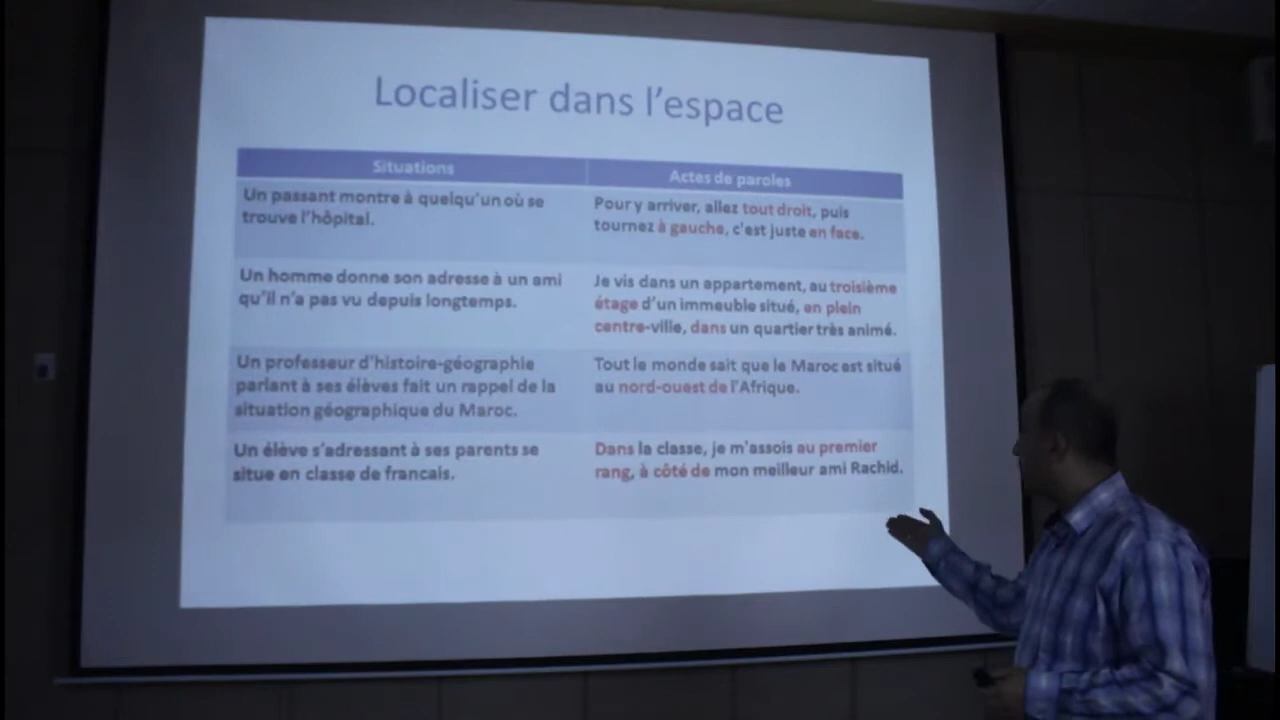 Localiser dans l'espace
Situations
Actes de paroles
Un passant montre à quelqu'un où se
trouve l'hôpital.
Pour y arriver, allez tout droit, puis
tournez à gauche, c'est juste en face.
Un homme donne son adresse à un ami
qu'il n'a pas vu depuis longtemps.
Je vis dans un appartement, au troisième
étage d'un immeuble situé, en plein
centre-ville, dans un quartier très animé.
Un professeur d'histoire-géographie
parlant à ses élèves fait un rappel de la
situation géographique du Maroc.
Tout le monde sait que le Maroc est situé
au nord-ouest de l'Afrique.
Un élève s'adressant à ses parents se
situe en classe de francais.
Dans la classe, je m'assois au premier
rang, à côté de mon meilleur ami Rachid.